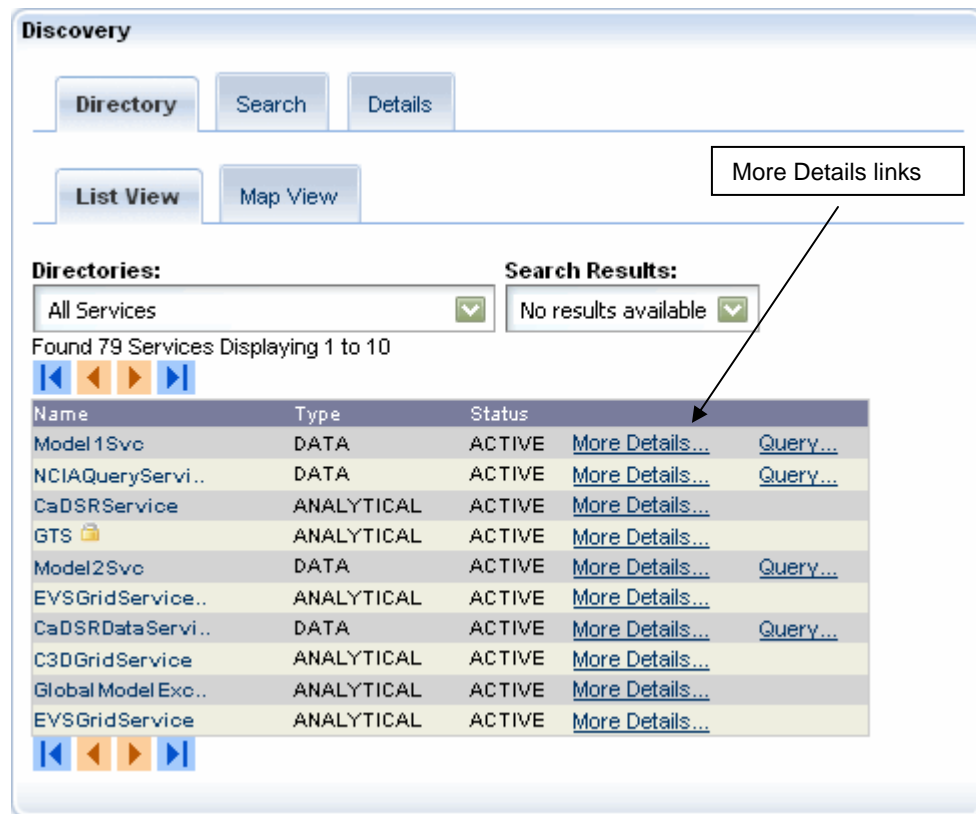 Discovery
Directory Search Details
More Details links
List View Map View
Directories: Search Results:
All Services No results available
Found 79 Services Displaying 1 to 10
Name Type Status
Model1Svc DATA ACTIVE More Details... Query...
NCIAQueryServi.. DATA ACTIVE More Details... Query...
CaDSRService ANALYTICAL ACTIVE More Details...
GTS ANALYTICAL ACTIVE More Details...
Model2Svc DATA ACTIVE More Details... Query...
EVSGridService.. ANALYTICAL ACTIVE More Details...
CaDSRDataServi.. DATA ACTIVE More Details... Query...
C3DGridService ANALYTICAL ACTIVE More Details...
Global Model Exc.. ANALYTICAL ACTIVE More Details...
EVSGridService ANALYTICAL ACTIVE More Details...